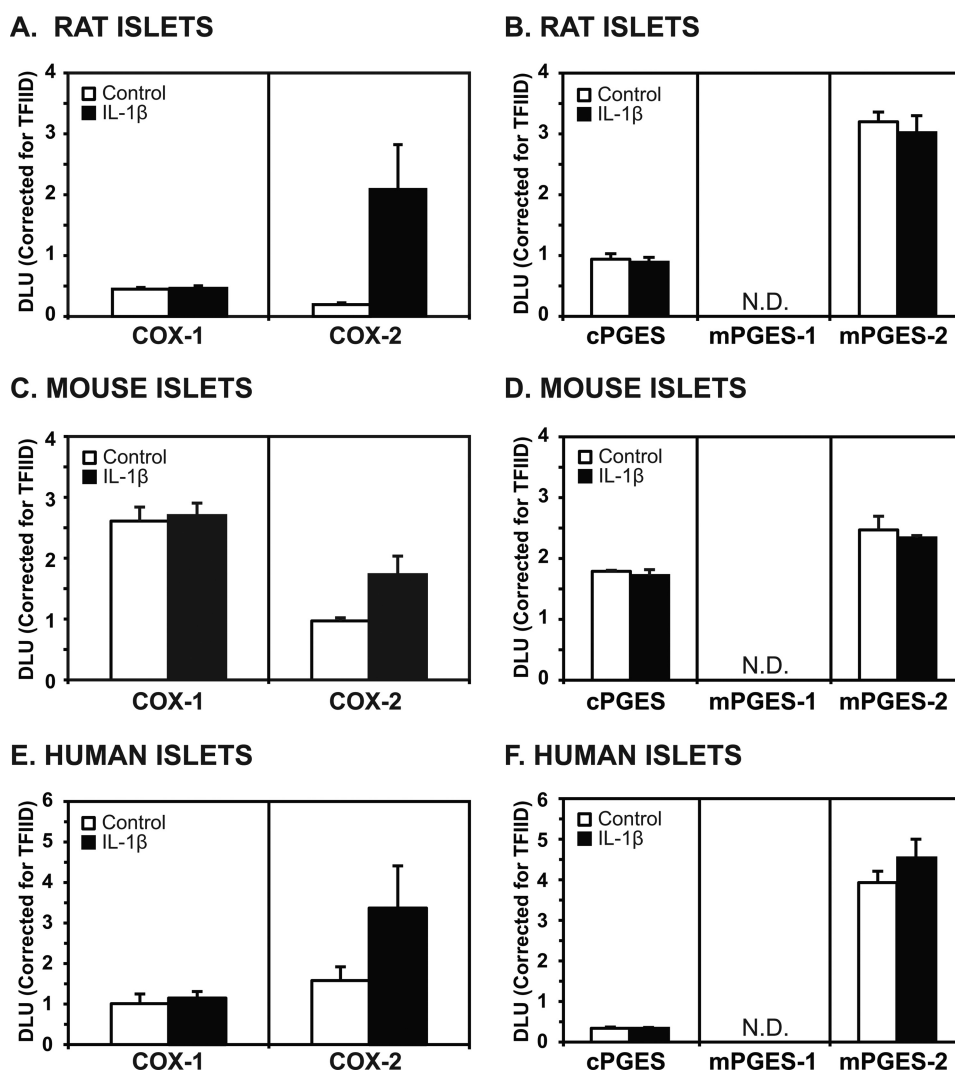 A. RAT ISLETS
DLU (Corrected for TFIID)
4
3
2
1
0
Control
IL-1β
COX-1
COX-2
B. RAT ISLETS
DLU (Corrected for TFIID)
4
3
2
1
0
Control
IL-1β
N.D.
cPGES
mPGES-1
mPGES-2
C. MOUSE ISLETS
DLU (Corrected for TFIID)
4
3
2
1
0
Control
IL-1β
COX-1
COX-2
D. MOUSE ISLETS
DLU (Corrected for TFIID)
4
3
2
1
0
Control
IL-1β
N.D.
cPGES
mPGES-1
mPGES-2
E. HUMAN ISLETS
DLU (Corrected for TFIID)
6
5
4
3
2
1
0
Control
IL-1β
COX-1
COX-2
F. HUMAN ISLETS
DLU (Corrected for TFIID)
6
5
4
3
2
1
0
Control
IL-1β
N.D.
cPGES
mPGES-1
mPGES-2